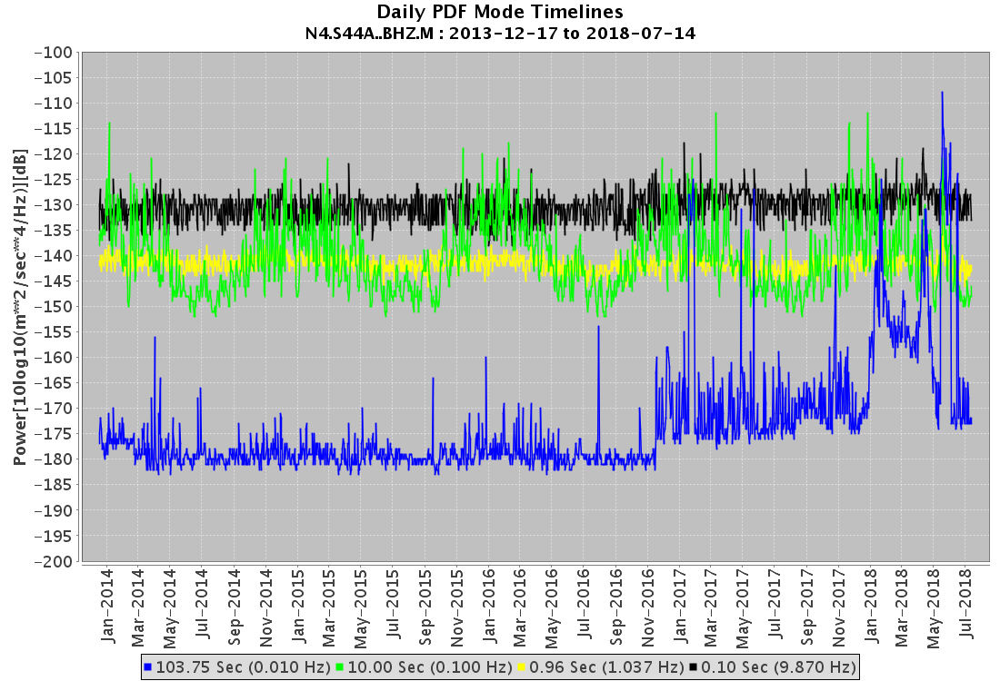 Daily PDF Mode Timelines
N4.S44A..BHZ.M : 2013-12-17 to 2018-07-14
Power[10log10(m**2/sec**4/Hz)][dB]
-100
-105
-110
-115
-120
-125
-130
-135
-140
-145
-150
-155
-160
-165
-170
-175
-180
-185
-190
-195
-200
Jan-2014
Mar-2014
May-2014
Jul-2014
Sep-2014
Nov-2014
Jan-2015
Mar-2015
May-2015
Jul-2015
Sep-2015
Nov-2015
Jan-2016
Mar-2016
May-2016
Jul-2016
Sep-2016
Nov-2016
Jan-2017
Mar-2017
May-2017
Jul-2017
Sep-2017
Nov-2017
Jan-2018
Mar-2018
May-2018
Jul-2018
103.75 Sec (0.010 Hz) 10.00 Sec (0.100 Hz) 0.96 Sec (1.037 Hz) 0.10 Sec (9.870 Hz)